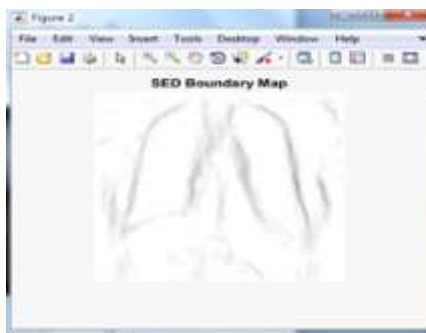 Figure 2
File Edit View Insert Tools Desktop Window Help
SED Boundary Map